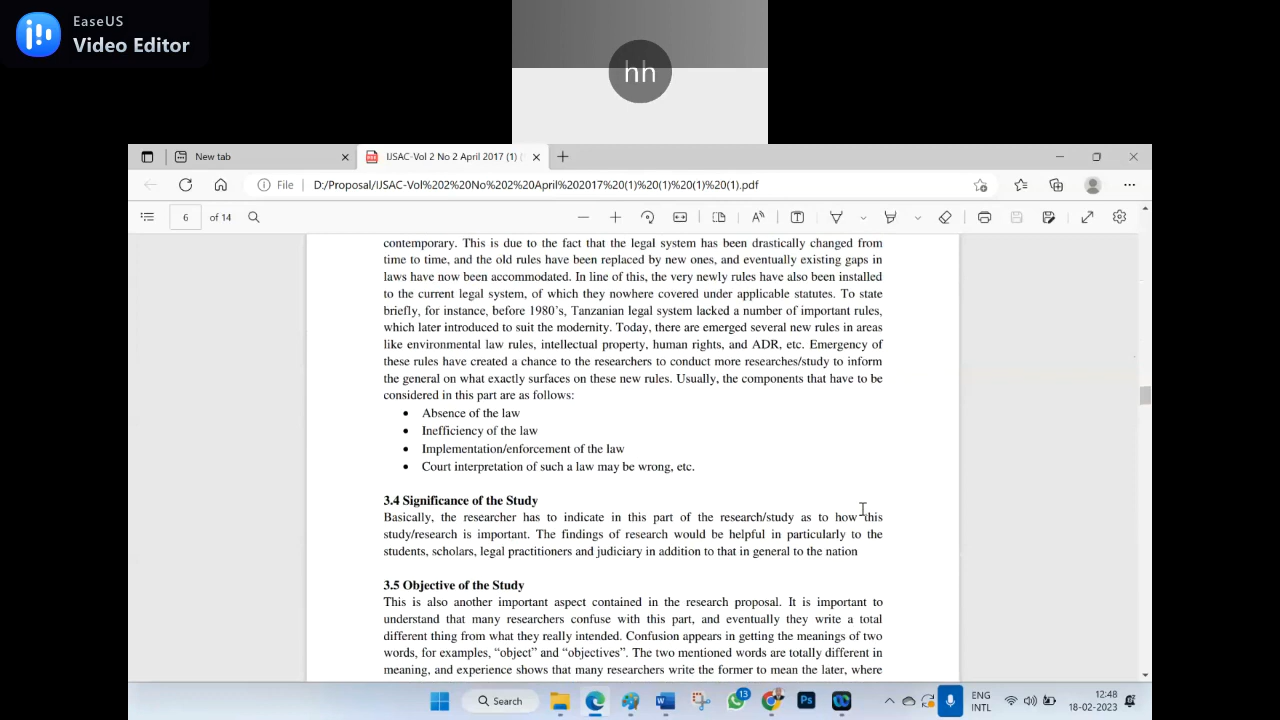 EaseUS
Video Editor
hh
New tab
IJSAC-Vol 2 No 2 April 2017 (1) (
File
D:/Proposal/IJSAC-Vol%202%20No%202%20April%202017%20(1)%20(1)%20(1)%20(1).pdf
6 of 14
contemporary. This is due to the fact that the legal system has been drastically changed from
time to time, and the old rules have been replaced by new ones, and eventually existing gaps in
laws have now been accommodated. In line of this, the very newly rules have also been installed
to the current legal system, of which they nowhere covered under applicable statutes. To state
briefly, for instance, before 1980’s, Tanzanian legal system lacked a number of important rules,
which later introduced to suit the modernity. Today, there are emerged several new rules in areas
like environmental law rules, intellectual property, human rights, and ADR, etc. Emergency of
these rules have created a chance to the researchers to conduct more researches/study to inform
the general on what exactly surfaces on these new rules. Usually, the components that have to be
considered in this part are as follows:
• Absence of the law
• Inefficiency of the law
• Implementation/enforcement of the law
• Court interpretation of such a law may be wrong, etc.
3.4 Significance of the Study
Basically, the researcher has to indicate in this part of the research/study as to how this
study/research is important. The findings of research would be helpful in particularly to the
students, scholars, legal practitioners and judiciary in addition to that in general to the nation
3.5 Objective of the Study
This is also another important aspect contained in the research proposal. It is important to
understand that many researchers confuse with this part, and eventually they write a total
different thing from what they really intended. Confusion appears in getting the meanings of two
words, for examples, “object” and “objectives”. The two mentioned words are totally different in
meaning, and experience shows that many researchers write the former to mean the later, where
Search
13
Ps
ENG
INTL
12:48
18-02-2023